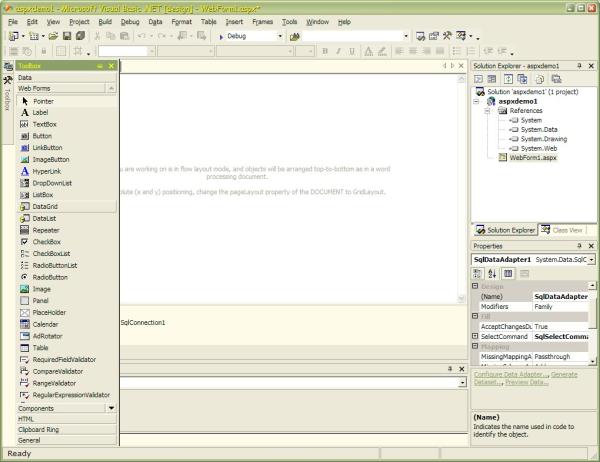 aspxdemo1 - Microsoft Visual Basic .NET [design] - WebForm1.aspx*
File Edit View Project Build Debug Data Format Table Insert Frames Tools Window Help
Debug
B I U
Toolbox
Toolbox
Data
Web Forms
Pointer
Label
TextBox
Button
LinkButton
ImageButton
HyperLink
DropDownList
ListBox
DataGrid
DataList
Repeater
CheckBox
CheckBoxList
RadioButtonList
RadioButton
Image
Panel
PlaceHolder
Calendar
AdRotator
Table
RequiredFieldValidator
CompareValidator
RangeValidator
RegularExpressionValidator
Components
HTML
Clipboard Ring
General
u are working on is in flow layout mode, and objects will be arranged top-to-bottom as in a word
processing document.
olute (x and y) positioning, change the pageLayout property of the DOCUMENT to GridLayout.
SqlConnection1
Solution Explorer - aspxdemo1
Solution 'aspxdemo1' (1 project)
aspxdemo1
References
System
System.Data
System.Drawing
System.Web
WebForm1.aspx
Solution Explorer Class View
Properties
SqlDataAdapter1 System.Data.SqlC
Design
(Name) SqlDataAdapter
Modifiers Family
Fill
AcceptChangesDu True
SelectCommand SqlSelectComma
Mapping
MissingMappingA Passthrough
Configure Data Adapter..., Generate
Dataset..., Preview Data...
(Name)
Indicates the name used in code to
identify the object.
Ready